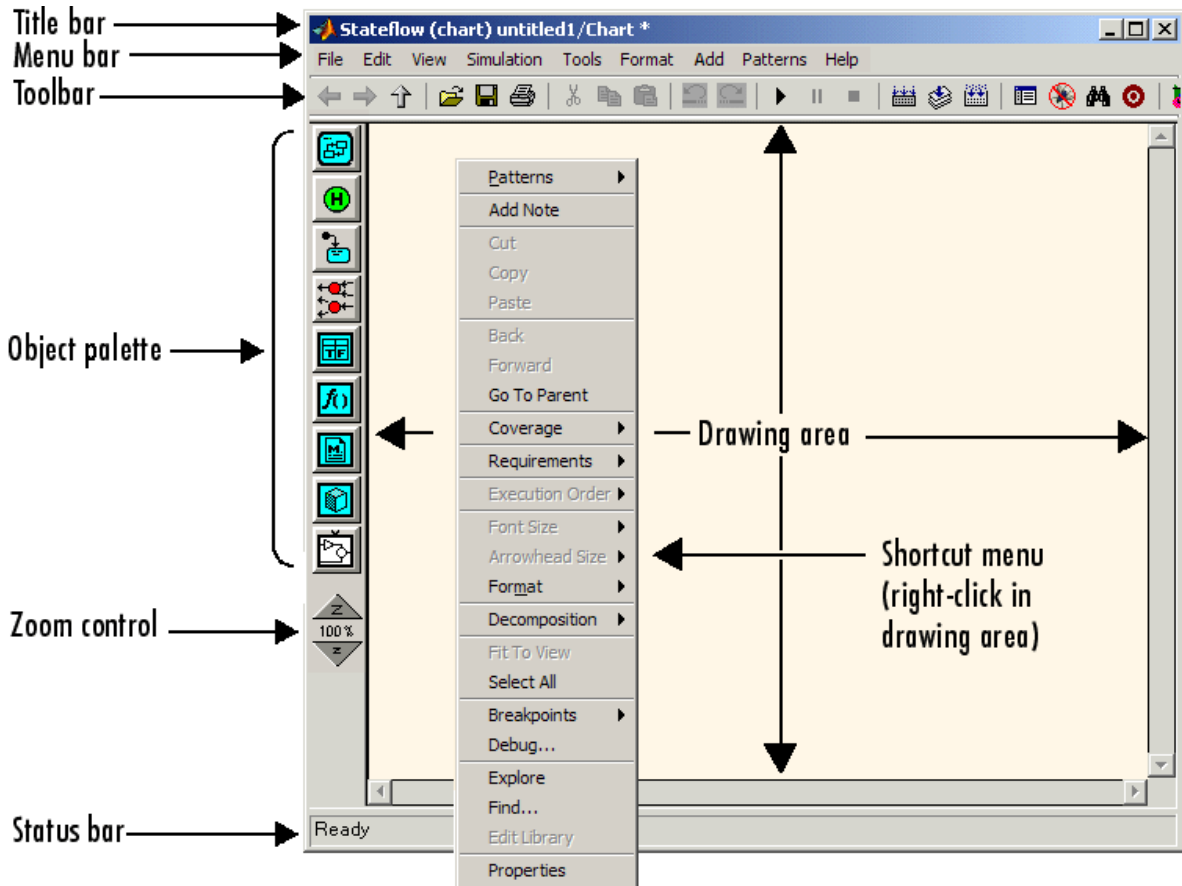 Title bar
Stateflow (chart) untitled1/Chart *
Menu bar
File Edit View Simulation Tools Format Add Patterns Help
Toolbar
H
Patterns
Add Note
Cut
Copy
Paste
Back
Forward
Go To Parent
Coverage
Requirements
Execution Order
Font Size
Arrowhead Size
Format
Decomposition
Fit To View
Select All
Breakpoints
Debug...
Explore
Find...
Edit Library
Properties
Object palette
TF
f()
M
Drawing area
Shortcut menu
(right-click in
drawing area)
Zoom control
Z
100%
z
Status bar
Ready